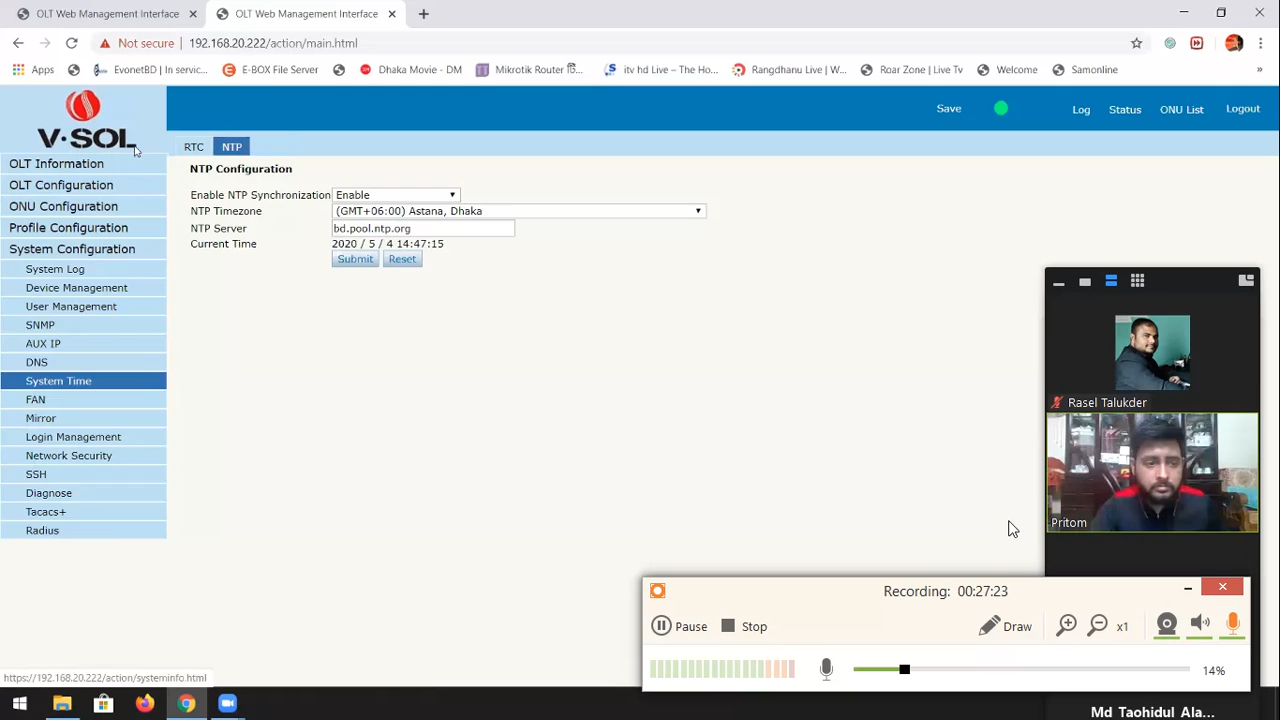 OLT Web Management Interface
OLT Web Management Interface
Not secure
192.168.20.222/action/main.html
Apps
EvonetBD | In servic...
E-BOX File Server
Dhaka Movie - DM
Mikrotik Router
itv hd Live – The Ho...
Rangdhanu Live | W...
Roar Zone | Live Tv
Welcome
Samonline
»
V·SOL
Save
Log
Status
ONU List
Logout
RTC
NTP
OLT Information
OLT Configuration
ONU Configuration
Profile Configuration
System Configuration
System Log
Device Management
User Management
SNMP
AUX IP
DNS
System Time
FAN
Mirror
Login Management
Network Security
SSH
Diagnose
Tacacs+
Radius
NTP Configuration
Enable NTP Synchronization Enable
NTP Timezone (GMT+06:00) Astana, Dhaka
NTP Server bd.pool.ntp.org
Current Time 2020 / 5 / 4 14:47:15
Submit Reset
Rasel Talukder
Pritom
Recording: 00:27:23
Pause
Stop
Draw
x1
14%
https://192.168.20.222/action/systeminfo.html
Md Taohidul Ala...